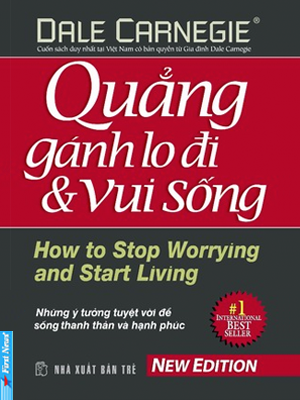 DALE CARNEGIE®
Cuốn sách duy nhất tại Việt Nam có bản quyền từ Gia đình Dale Carnegie
Quẳng
gánh lo đi
& vui sống
How to Stop Worrying
and Start Living
Những ý tưởng tuyệt vời để
sống thanh thản và hạnh phúc
#1
INTERNATIONAL
BEST
SELLER
First News
NHÀ XUẤT BẢN TRẺ
NEW EDITION